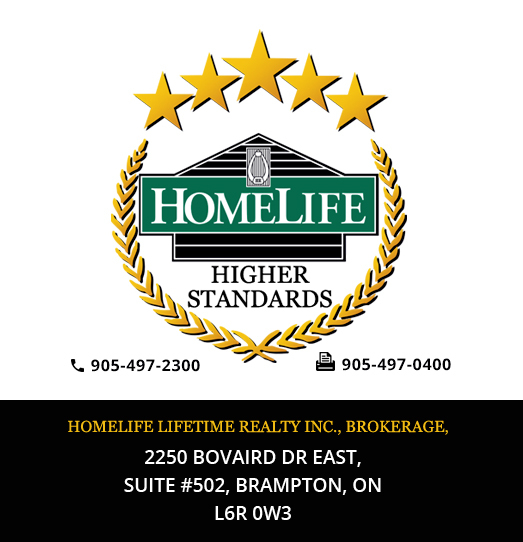 HOMELIFE
HIGHER
STANDARDS
905-497-2300
905-497-0400
HOMELIFE LIFETIME REALTY INC., BROKERAGE,
2250 BOVAIRD DR EAST,
SUITE #502, BRAMPTON, ON
L6R 0W3